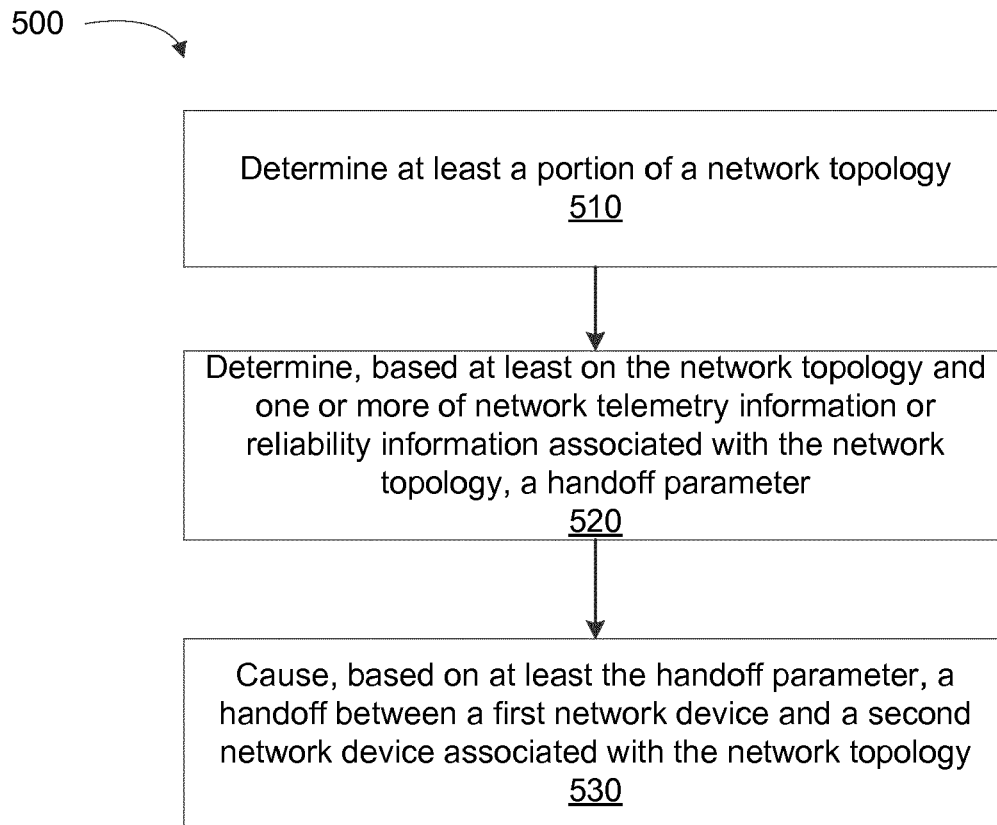 500
Determine at least a portion of a network topology
510
Determine, based at least on the network topology and
one or more of network telemetry information or
reliability information associated with the network
topology, a handoff parameter
520
Cause, based on at least the handoff parameter, a
handoff between a first network device and a second
network device associated with the network topology
530